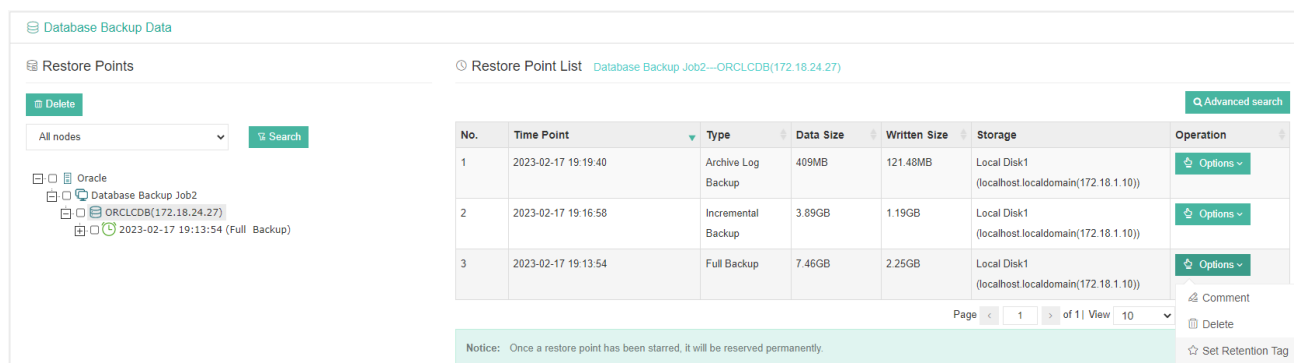 Database Backup Data
Restore Points
Delete
All nodes
Search
Oracle
Database Backup Job2
ORCLCDB(172.18.24.27)
2023-02-17 19:13:54 (Full Backup)
Restore Point List Database Backup Job2---ORCLCDB(172.18.24.27)
Advanced search
No. Time Point Type Data Size Written Size Storage Operation
1 2023-02-17 19:19:40 Archive Log 409MB 121.48MB Local Disk1 Options
Backup (localhost.localdomain(172.18.1.10))
2 2023-02-17 19:16:58 Incremental 3.89GB 1.19GB Local Disk1 Options
Backup (localhost.localdomain(172.18.1.10))
3 2023-02-17 19:13:54 Full Backup 7.46GB 2.25GB Local Disk1 Options
(localhost.localdomain(172.18.1.10))
Page < 1 > of 1| View 10
Comment
Delete
Set Retention Tag
Notice: Once a restore point has been starred, it will be reserved permanently.